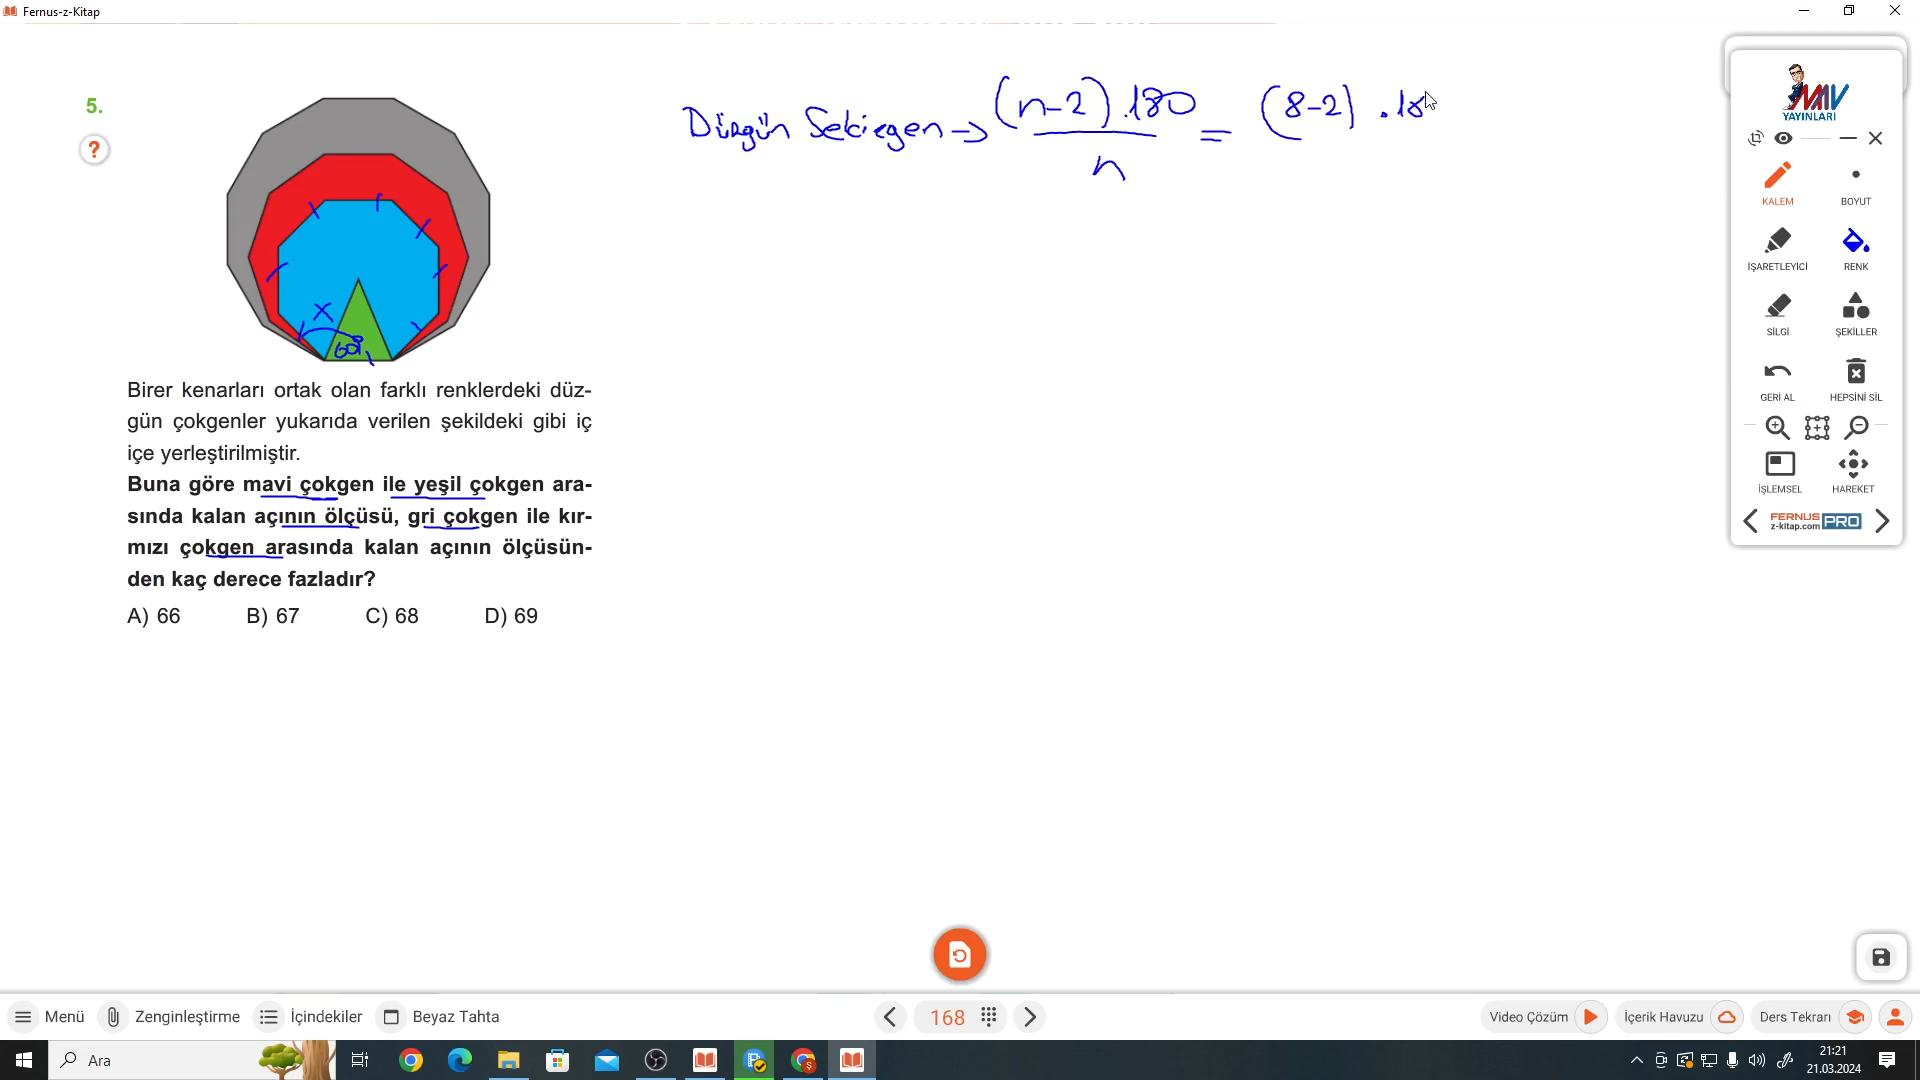 Fernus-z-Kitap
5.
?
Düzgün Sekizgen → (n-2).180 / n = (8-2) .18
x
60°
Birer kenarları ortak olan farklı renklerdeki düz-
gün çokgenler yukarıda verilen şekildeki gibi iç
içe yerleştirilmiştir.
Buna göre mavi çokgen ile yeşil çokgen ara-
sında kalan açının ölçüsü, gri çokgen ile kır-
mızı çokgen arasında kalan açının ölçüsün-
den kaç derece fazladır?
A) 66 B) 67 C) 68 D) 69
MAV
YAYINLARI
KALEM BOYUT
İŞARETLEYİCİ RENK
SİLGİ ŞEKİLLER
GERİ AL HEPSİNİ SİL
İŞLEMSEL HAREKET
FERNUS
z-kitap.com PRO
Menü Zenginleştirme İçindekiler Beyaz Tahta 168 Video Çözüm İçerik Havuzu Ders Tekrarı
Ara
21:21
21.03.2024